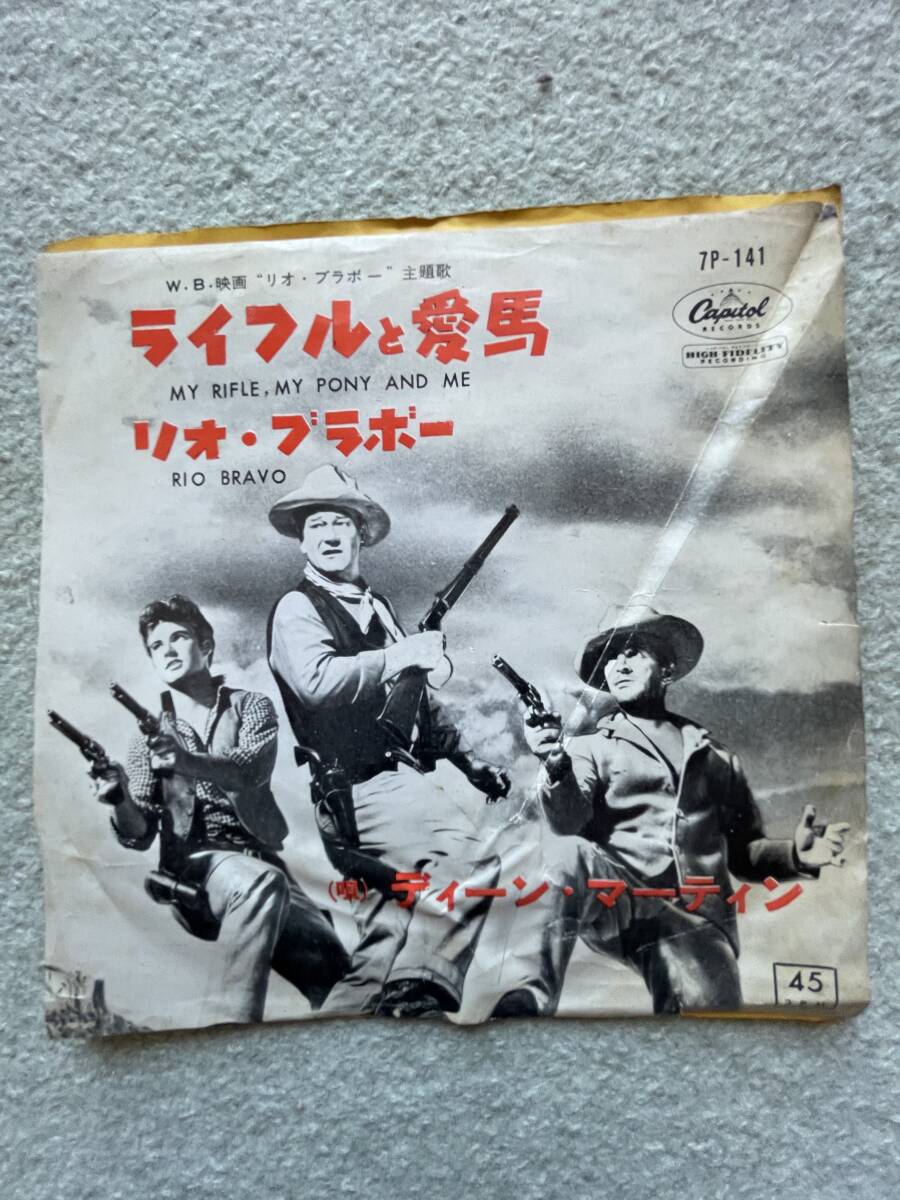 W.B.映画 "リオ・ブラボー" 主題歌
7P-141
ライフルと愛馬
Capitol
RECORDS
MY RIFLE, MY PONY AND ME
HIGH FIDELITY
RECORDING
リオ・ブラボー
RIO BRAVO
(唄) ディーン・マーティン
45